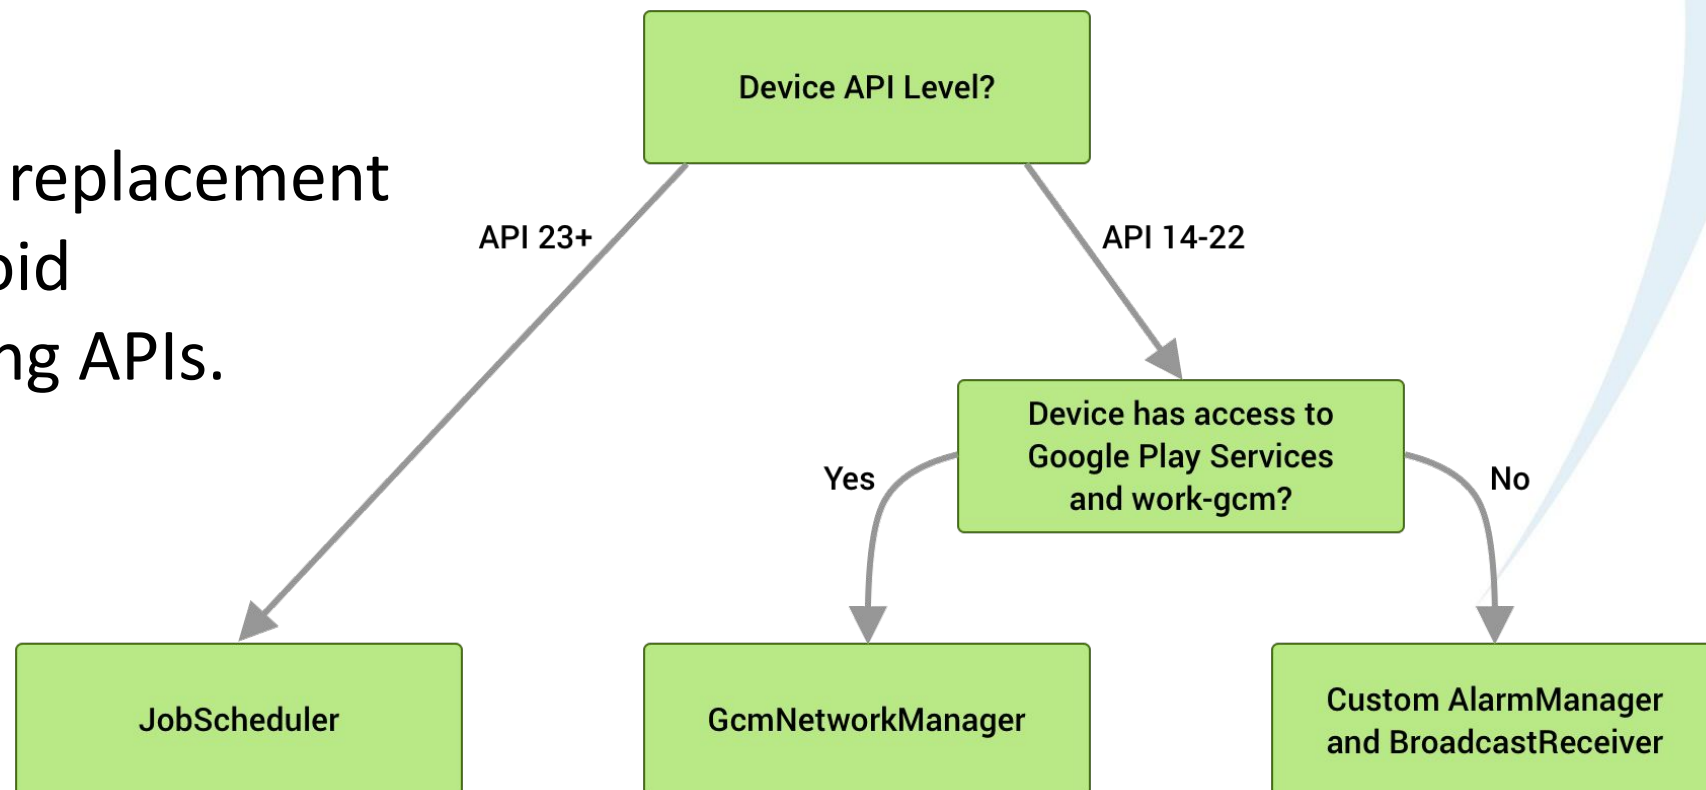 Device API Level?
replacement
API 23+
API 14-22
oid
ng APIs.
Device has access to
Google Play Services
and work-gcm?
Yes
No
JobScheduler
GcmNetworkManager
Custom AlarmManager
and BroadcastReceiver